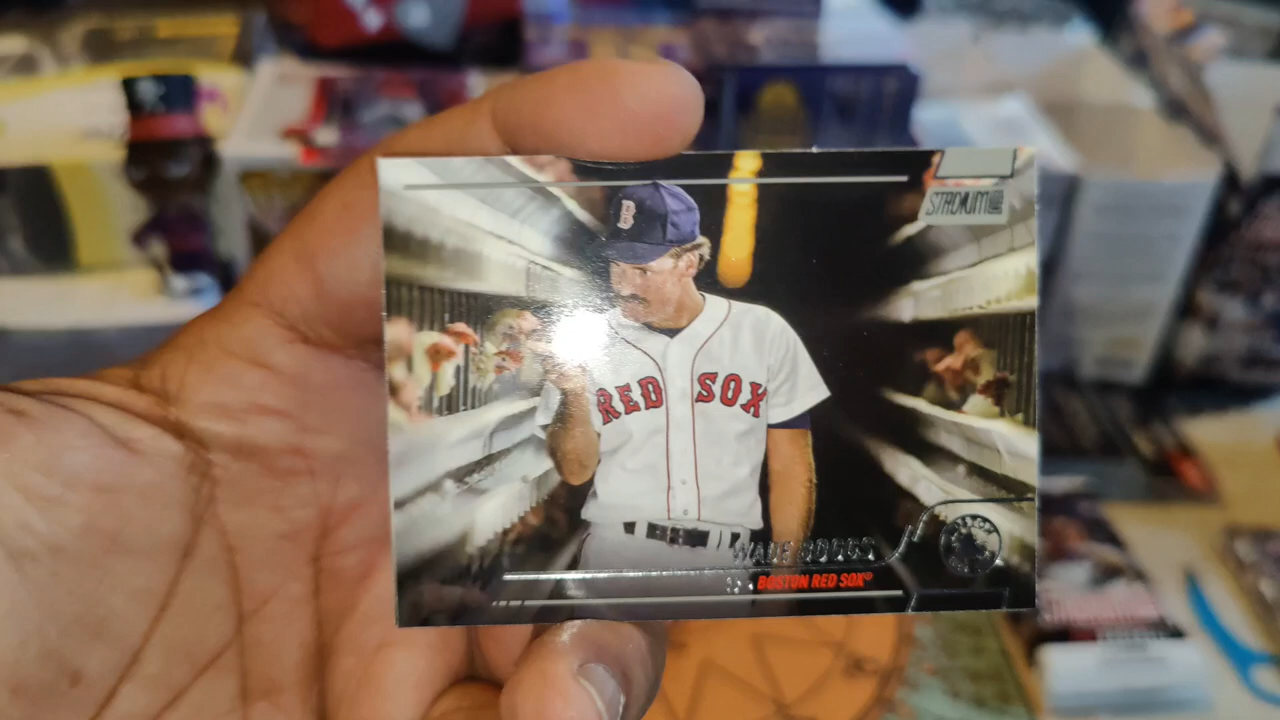 STADIUM
B
RED SOX
WADE BOGGS
BOSTON RED SOX®